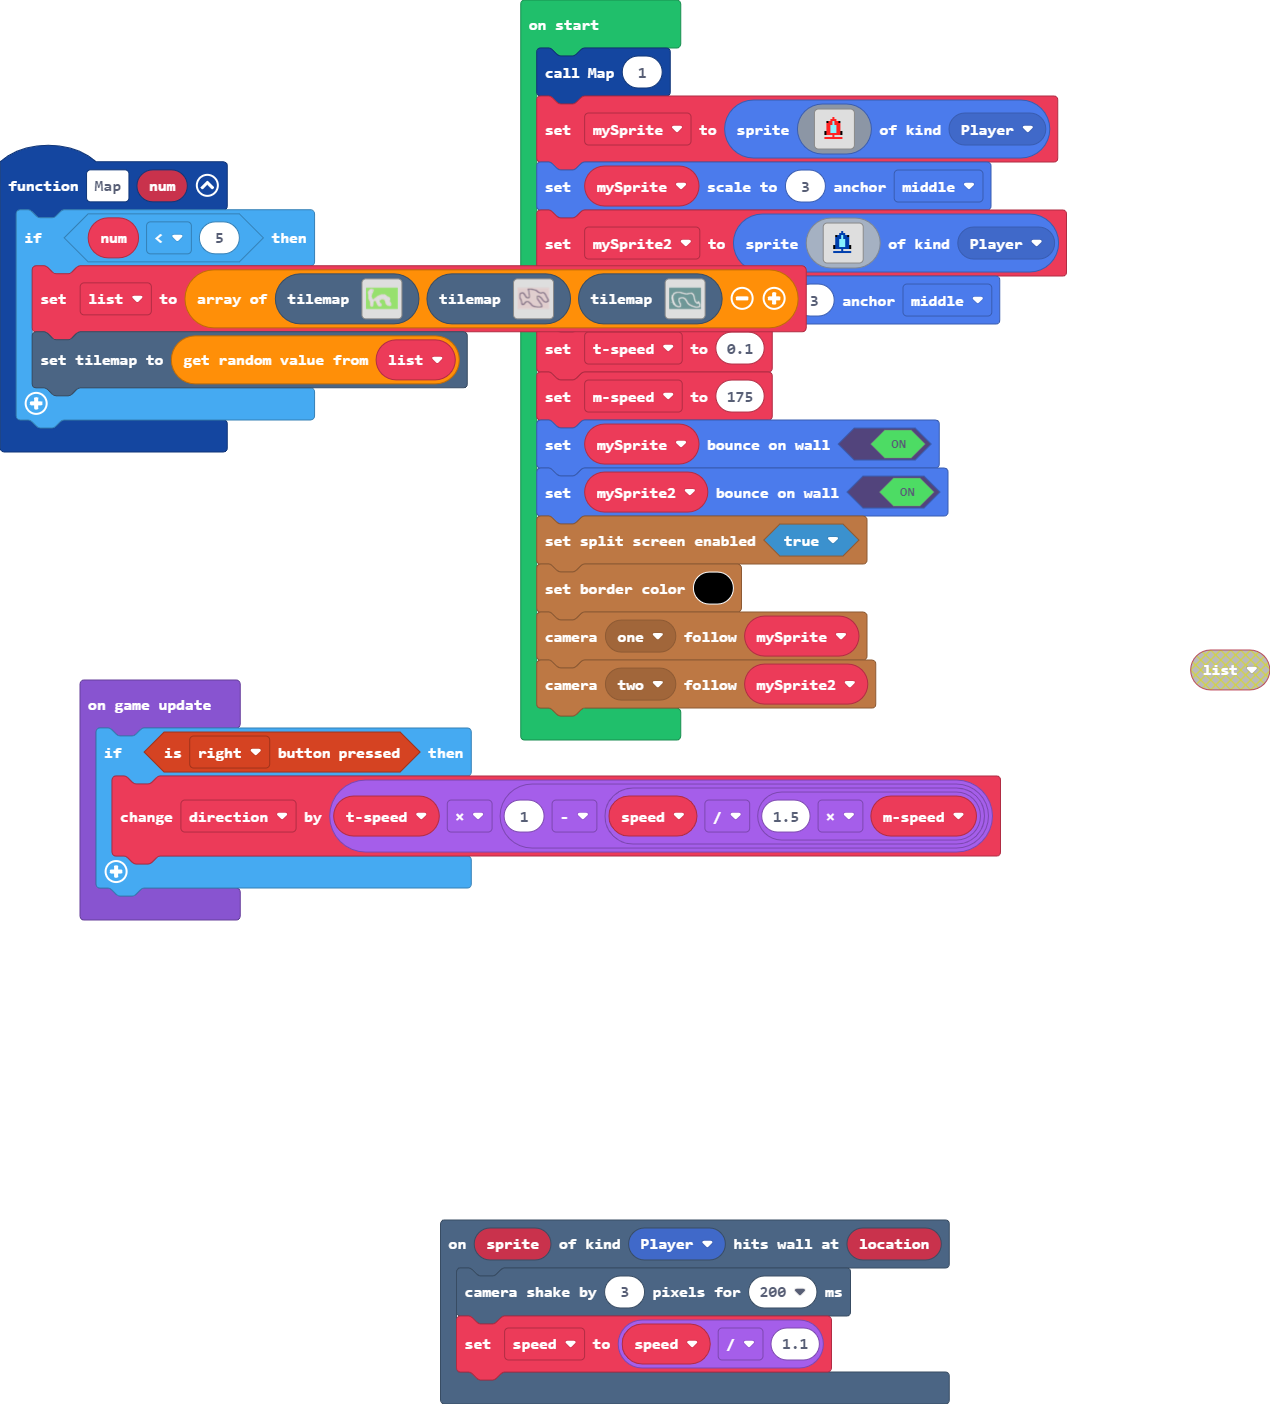 on start
call Map 1
set mySprite to sprite of kind Player
set mySprite scale to 3 anchor middle
set mySprite2 to sprite of kind Player
3 anchor middle
set t-speed to 0.1
set m-speed to 175
set mySprite bounce on wall ON
set mySprite2 bounce on wall ON
set split screen enabled true
set border color
camera one follow mySprite
camera two follow mySprite2
function Map num
if num < 5 then
set list to array of tilemap tilemap tilemap
set tilemap to get random value from list
list
on game update
if is right button pressed then
change direction by t-speed × 1 - speed / 1.5 × m-speed
on sprite of kind Player hits wall at location
camera shake by 3 pixels for 200 ms
set speed to speed / 1.1